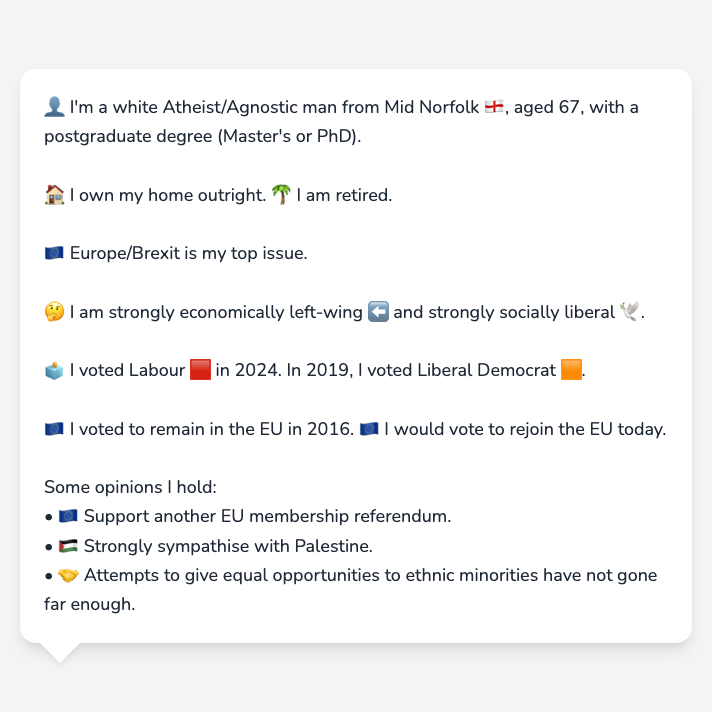 👤 I'm a white Atheist/Agnostic man from Mid Norfolk 🏴󠁧󠁢󠁥󠁮󠁧󠁿, aged 67, with a
postgraduate degree (Master's or PhD).
🏠 I own my home outright. 🌴 I am retired.
🇪🇺 Europe/Brexit is my top issue.
🤔 I am strongly economically left-wing ⬅️ and strongly socially liberal 🕊️.
🗳️ I voted Labour 🟥 in 2024. In 2019, I voted Liberal Democrat 🟧.
🇪🇺 I voted to remain in the EU in 2016. 🇪🇺 I would vote to rejoin the EU today.
Some opinions I hold:
• 🇪🇺 Support another EU membership referendum.
• 🇵🇸 Strongly sympathise with Palestine.
• 🤝 Attempts to give equal opportunities to ethnic minorities have not gone
far enough.